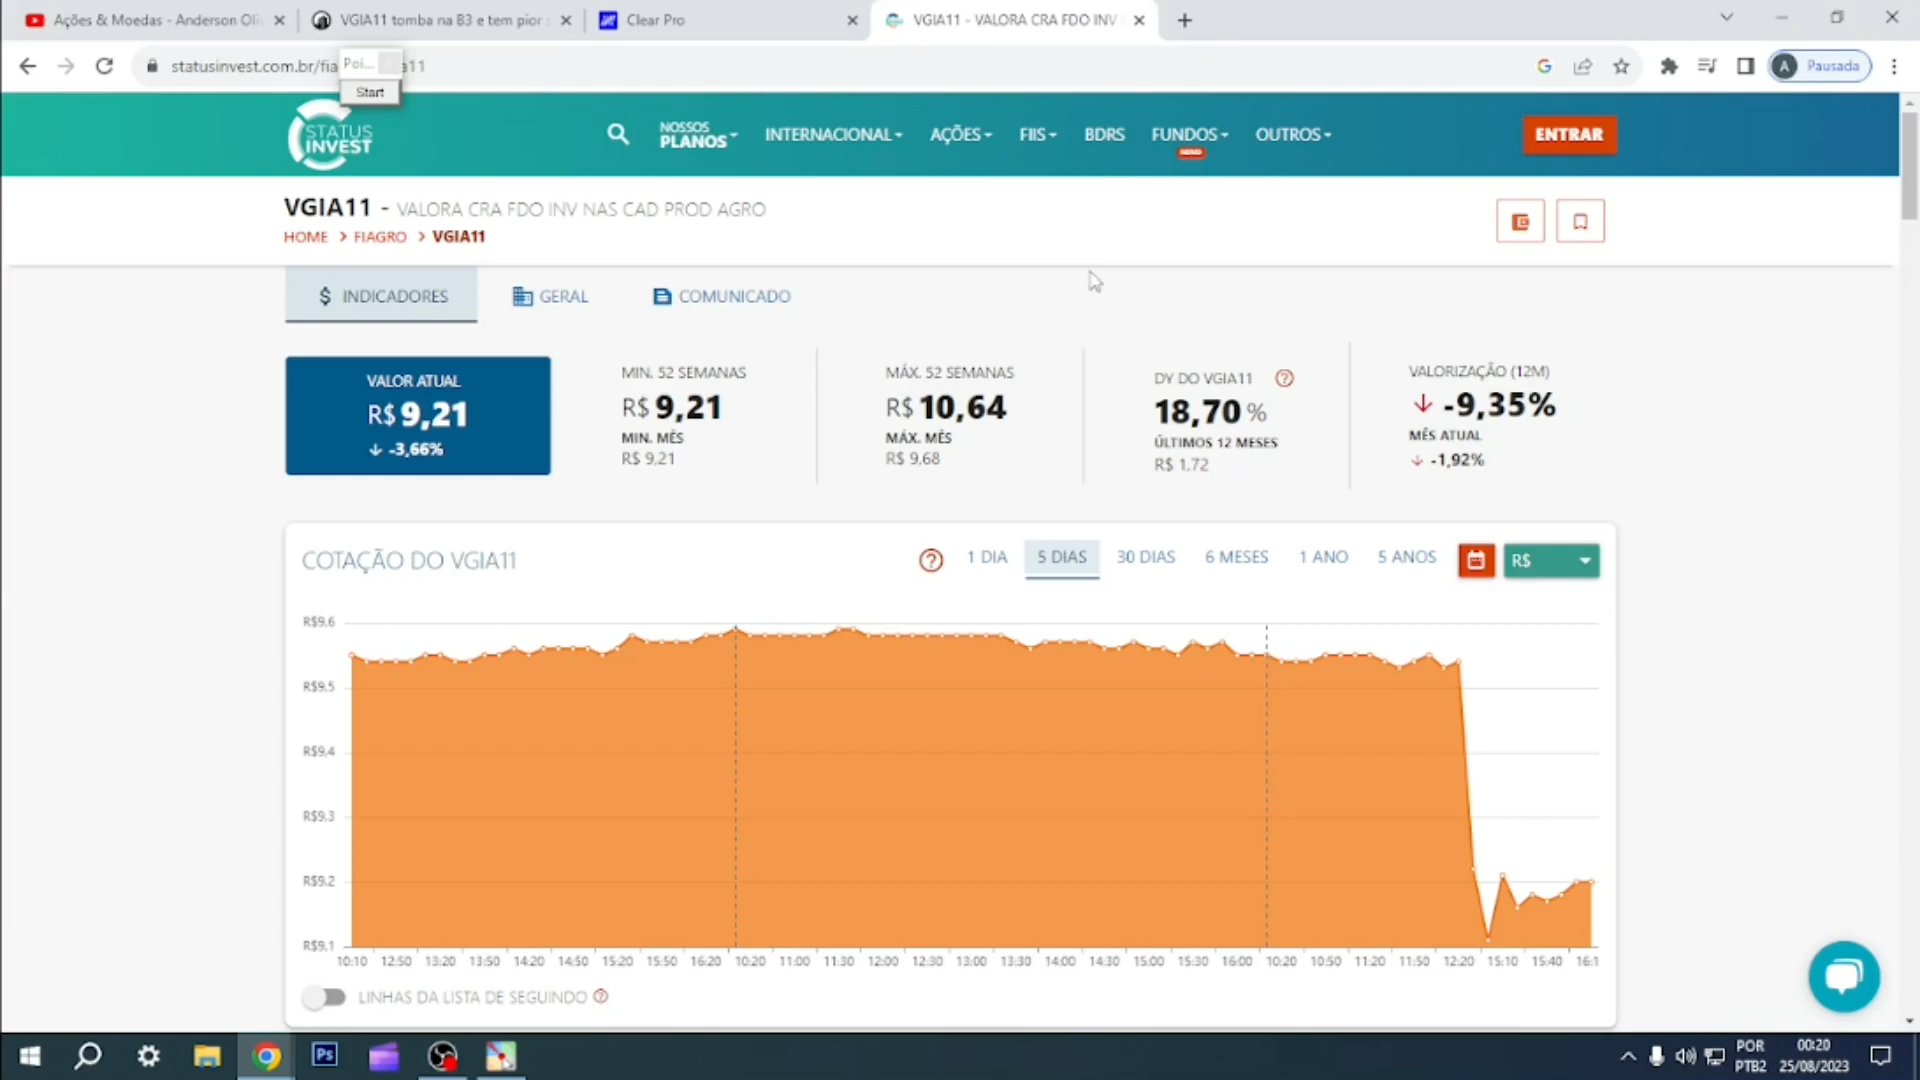 Ações & Moedas - Anderson Oli
VGIA11 tomba na B3 e tem pior
Clear Pro
VGIA11 - VALORA CRA FDO INV
statusinvest.com.br/fia
a11
Poi...
Start
Pausada
A
STATUS
INVEST
NOSSOS
PLANOS
INTERNACIONAL
AÇÕES
FIIS
BDRS
FUNDOS
NOVO
OUTROS
ENTRAR
VGIA11 - VALORA CRA FDO INV NAS CAD PROD AGRO
HOME > FIAGRO > VGIA11
$ INDICADORES
GERAL
COMUNICADO
VALOR ATUAL
R$ 9,21
-3,66%
MIN. 52 SEMANAS
R$ 9,21
MIN. MÊS
R$ 9,21
MÁX. 52 SEMANAS
R$ 10,64
MÁX. MÊS
R$ 9,68
DY DO VGIA11 ?
18,70 %
ÚLTIMOS 12 MESES
R$ 1,72
VALORIZAÇÃO (12M)
-9,35%
MÊS ATUAL
-1,92%
COTAÇÃO DO VGIA11
?
1 DIA
5 DIAS
30 DIAS
6 MESES
1 ANO
5 ANOS
R$
R$9.6
R$9.5
R$9.4
R$9.3
R$9.2
R$9.1
10:10 12:50 13:20 13:50 14:20 14:50 15:20 15:50 16:20 10:20 11:00 11:30 12:00 12:30 13:00 13:30 14:00 14:30 15:00 15:30 16:00 10:20 10:50 11:20 11:50 12:20 15:10 15:40 16:1
LINHAS DA LISTA DE SEGUINDO ?
Ps
POR
PTB2
00:20
25/08/2023